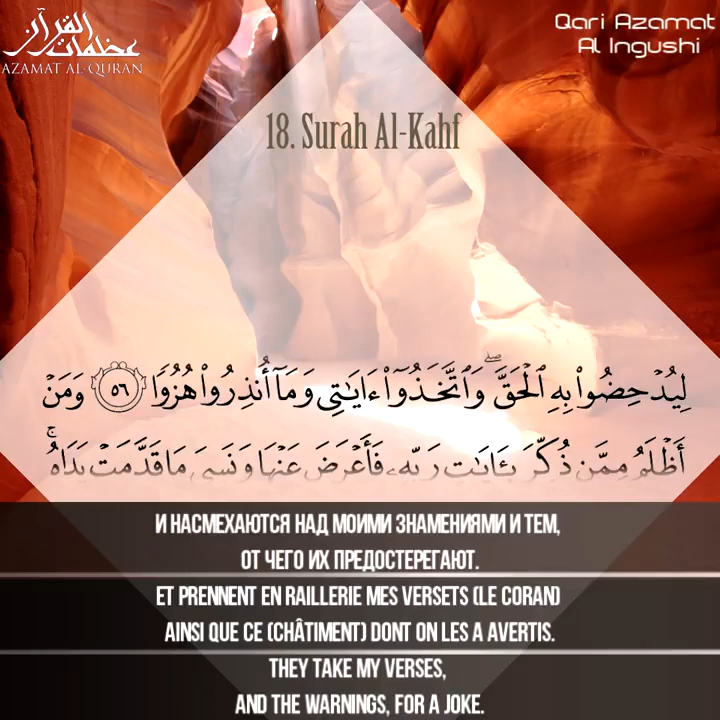 عظمات القرآن
AZAMAT AL-QURAN
Qari Azamat
Al Ingushi
18. Surah Al-Kahf
لِيُدْحِضُوا۟ بِهِ ٱلْحَقَّ ۖ وَٱتَّخَذُوٓا۟ ءَايَـٰتِى وَمَآ أُنذِرُوا۟ هُزُوًا ﴿٥٦﴾ وَمَنْ
أَظْلَمُ مِمَّن ذُكِّرَ بِـَٔايَـٰتِ رَبِّهِۦ فَأَعْرَضَ عَنْهَا وَنَسِىَ مَا قَدَّمَتْ يَدَاهُ ۚ
И НАСМЕХАЮТСЯ НАД МОИМИ ЗНАМЕНИЯМИ И ТЕМ,
ОТ ЧЕГО ИХ ПРЕДОСТЕРЕГАЮТ.
ET PRENNENT EN RAILLERIE MES VERSETS (LE CORAN)
AINSI QUE CE (CHÂTIMENT) DONT ON LES A AVERTIS.
THEY TAKE MY VERSES,
AND THE WARNINGS, FOR A JOKE.